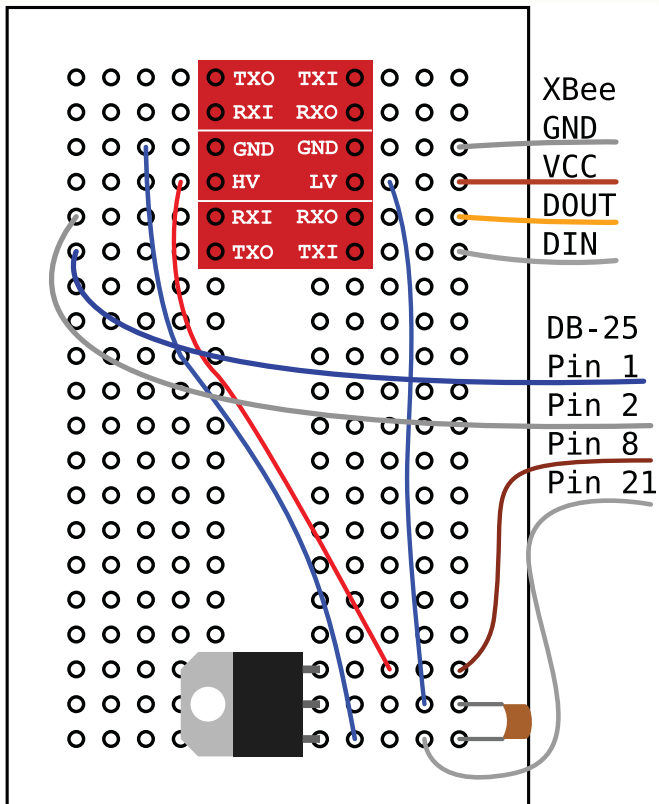 TXO TXI
RXI RXO
GND GND
HV LV
RXI RXO
TXO TXI
XBee
GND
VCC
DOUT
DIN
DB-25
Pin 1
Pin 2
Pin 8
Pin 21